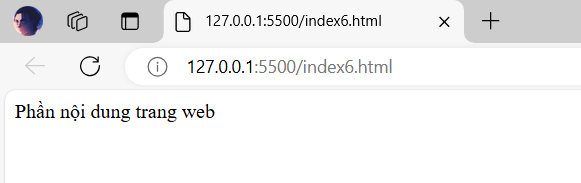 127.0.0.1:5500/index6.html
127.0.0.1:5500/index6.html
Phần nội dung trang web